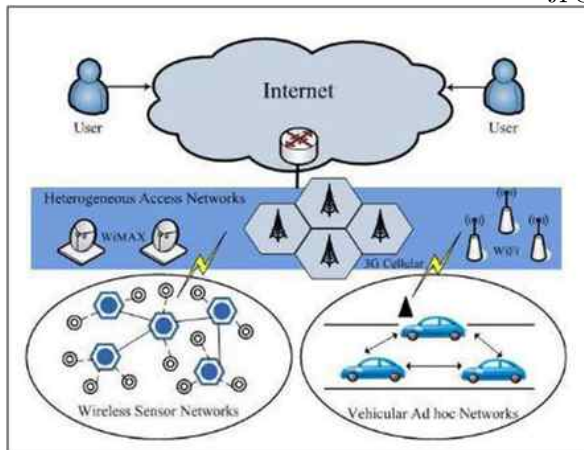 Internet
User
User
Heterogeneous Access Networks
WiMAX
WiFi
3G Cellular
Wireless Sensor Networks
Vehicular Ad hoc Networks